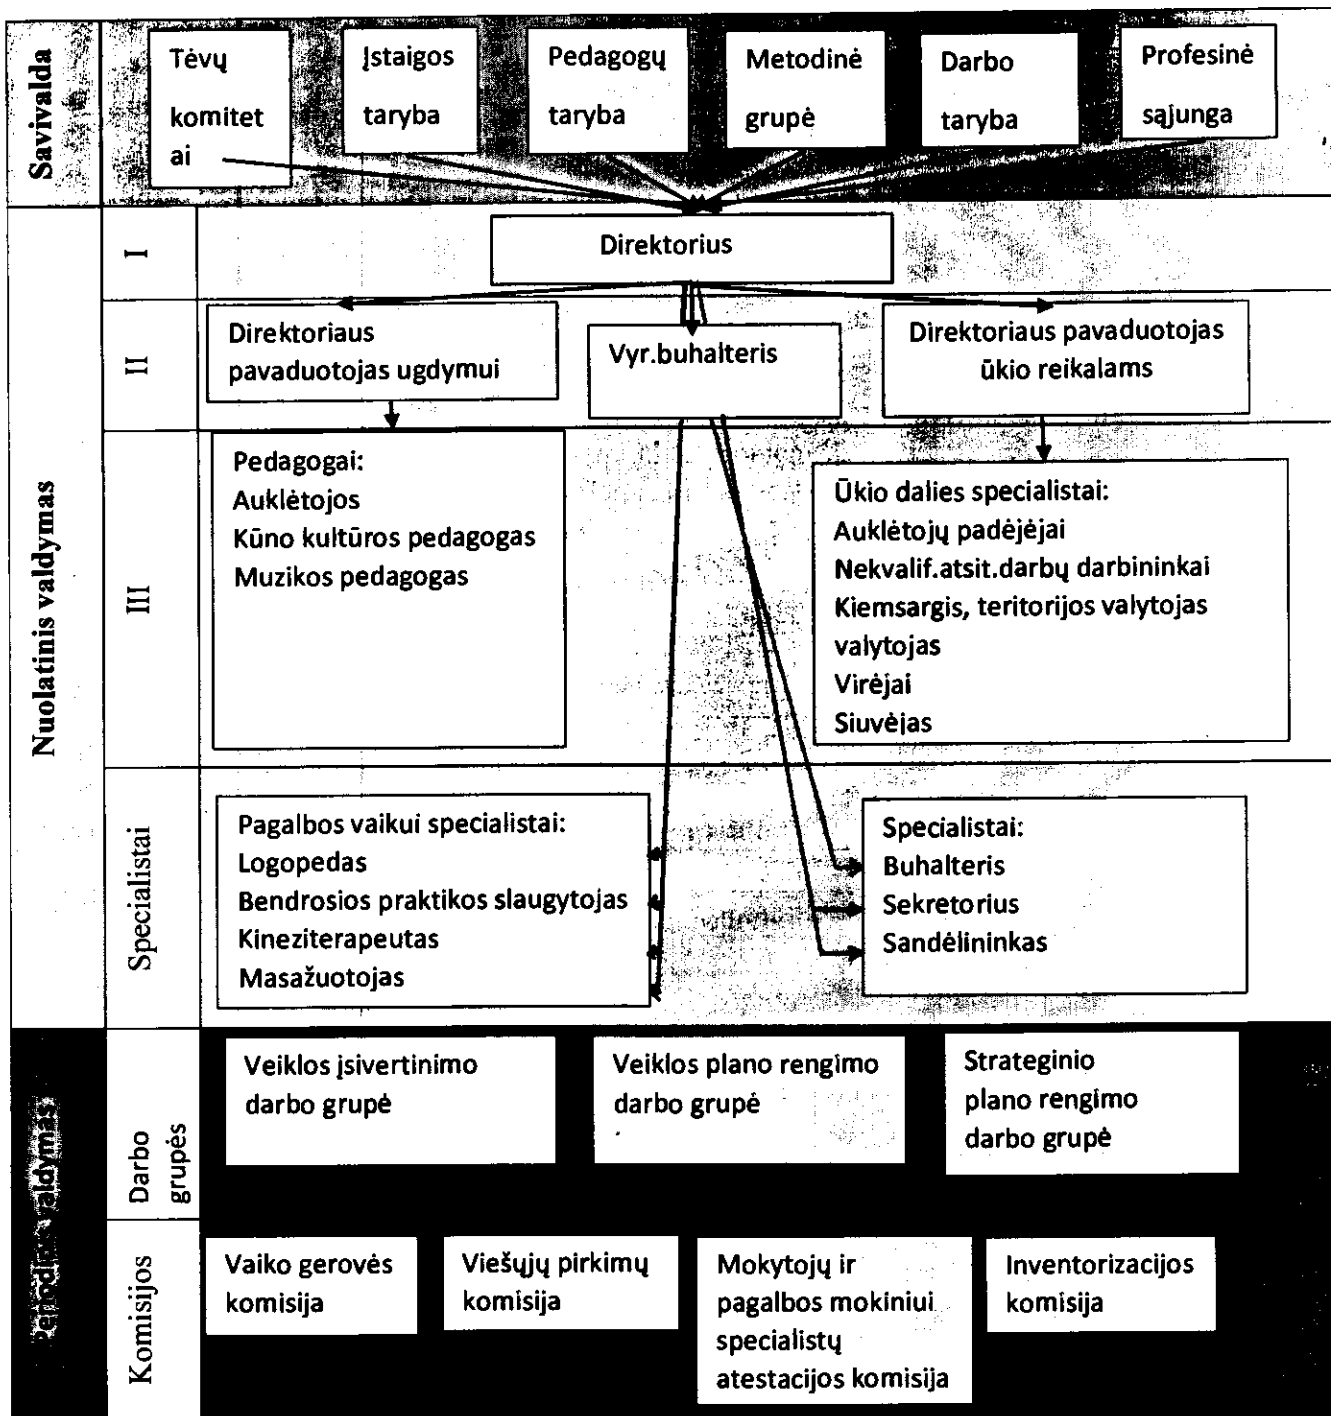 Savivalda
Tėvų
komitet
ai
Įstaigos
taryba
Pedagogų
taryba
Metodinė
grupė
Darbo
taryba
Profesinė
sąjunga
Nuolatinis valdymas
I
Direktorius
II
Direktoriaus
pavaduotojas ugdymui
Vyr.buhalteris
Direktoriaus pavaduotojas
ūkio reikalams
III
Pedagogai:
Auklėtojos
Kūno kultūros pedagogas
Muzikos pedagogas
Ūkio dalies specialistai:
Auklėtojų padėjėjai
Nekvalif.atsit.darbų darbininkai
Kiemsargis, teritorijos valytojas
valytojas
Virėjai
Siuvėjas
Specialistai
Pagalbos vaikui specialistai:
Logopedas
Bendrosios praktikos slaugytojas
Kineziterapeutas
Masažuotojas
Specialistai:
Buhalteris
Sekretorius
Sandėlininkas
Periodinis valdymas
Darbo
grupės
Veiklos įsivertinimo
darbo grupė
Veiklos plano rengimo
darbo grupė
Strateginio
plano rengimo
darbo grupė
Komisijos
Vaiko gerovės
komisija
Viešųjų pirkimų
komisija
Mokytojų ir
pagalbos mokiniui
specialistų
atestacijos komisija
Inventorizacijos
komisija